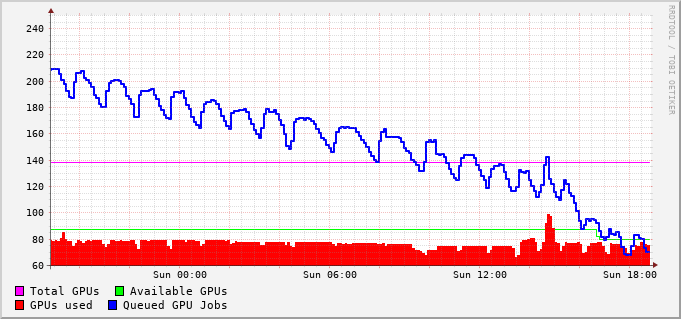 240
220
200
180
160
140
120
100
80
60
Sun 00:00 Sun 06:00 Sun 12:00 Sun 18:00
Total GPUs Available GPUs
GPUs used Queued GPU Jobs
RRDTOOL / TOBI OETIKER